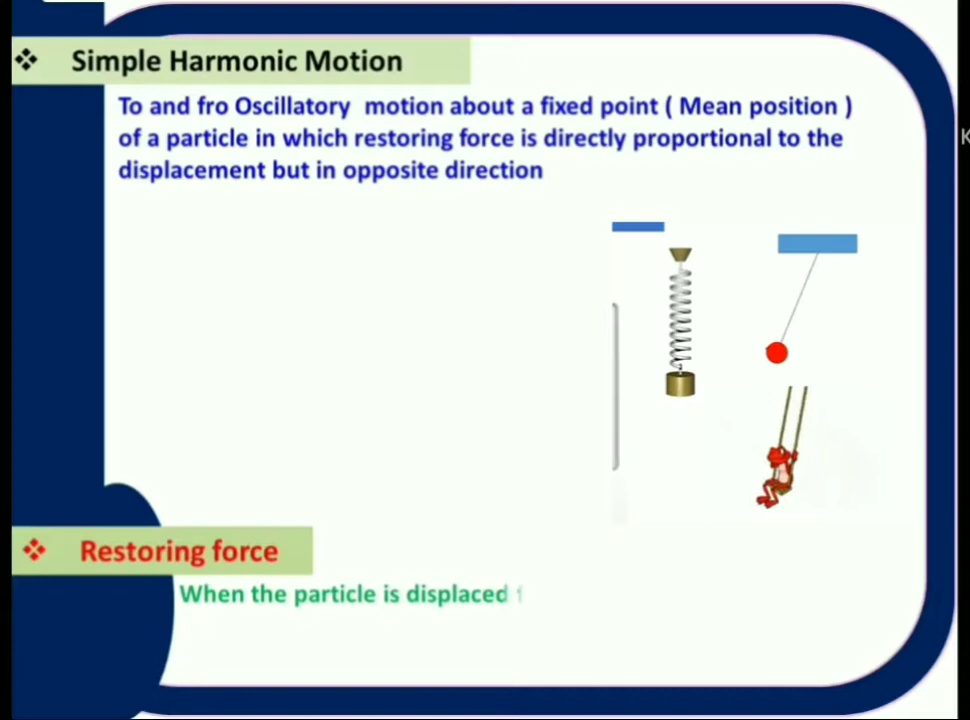 Simple Harmonic Motion
To and fro Oscillatory motion about a fixed point ( Mean position )
of a particle in which restoring force is directly proportional to the
displacement but in opposite direction
Restoring force
When the particle is displaced